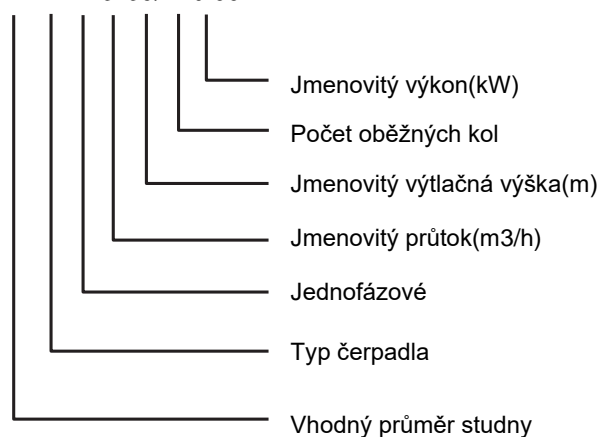 Jmenovitý výkon(kW)
Počet oběžných kol
Jmenovitý výtlačná výška(m)
Jmenovitý průtok(m3/h)
Jednofázové
Typ čerpadla
Vhodný průměr studny